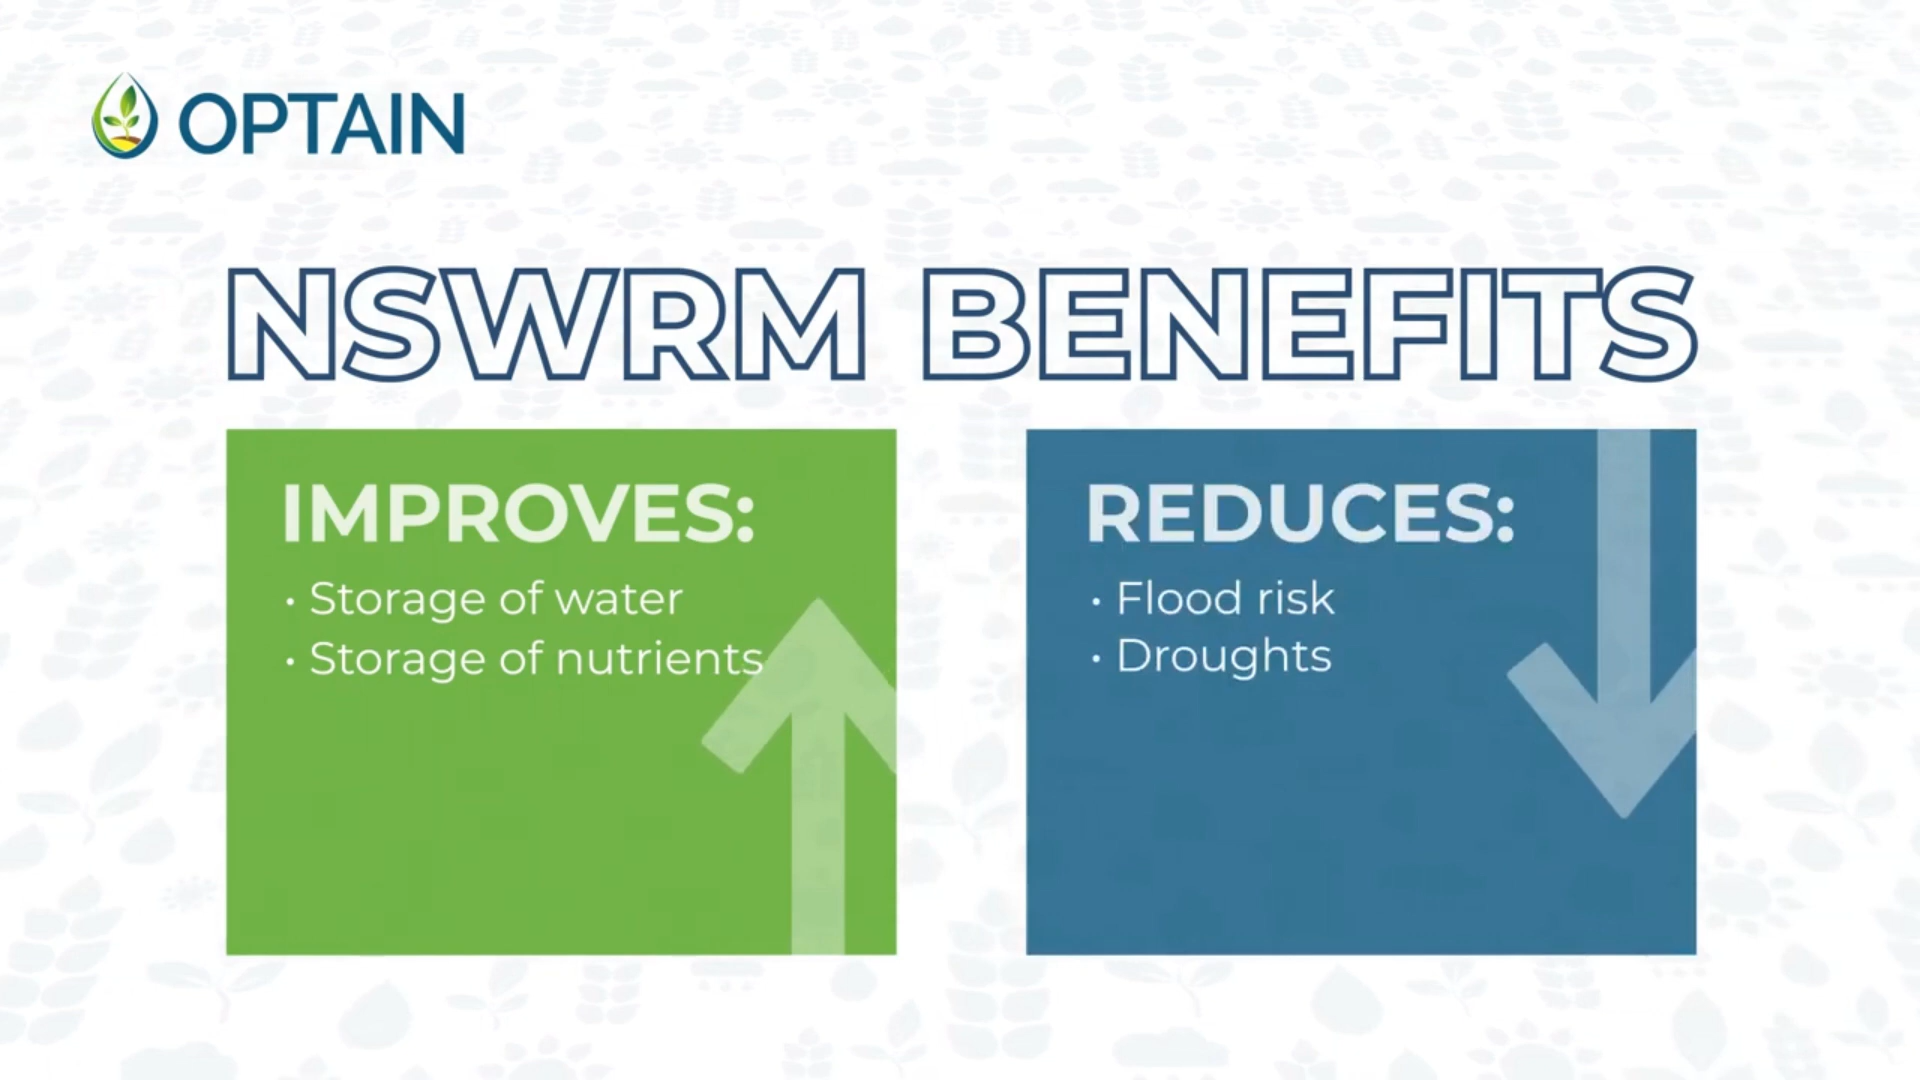 OPTAIN
NSWRM BENEFITS
IMPROVES:
• Storage of water
• Storage of nutrients
REDUCES:
• Flood risk
• Droughts